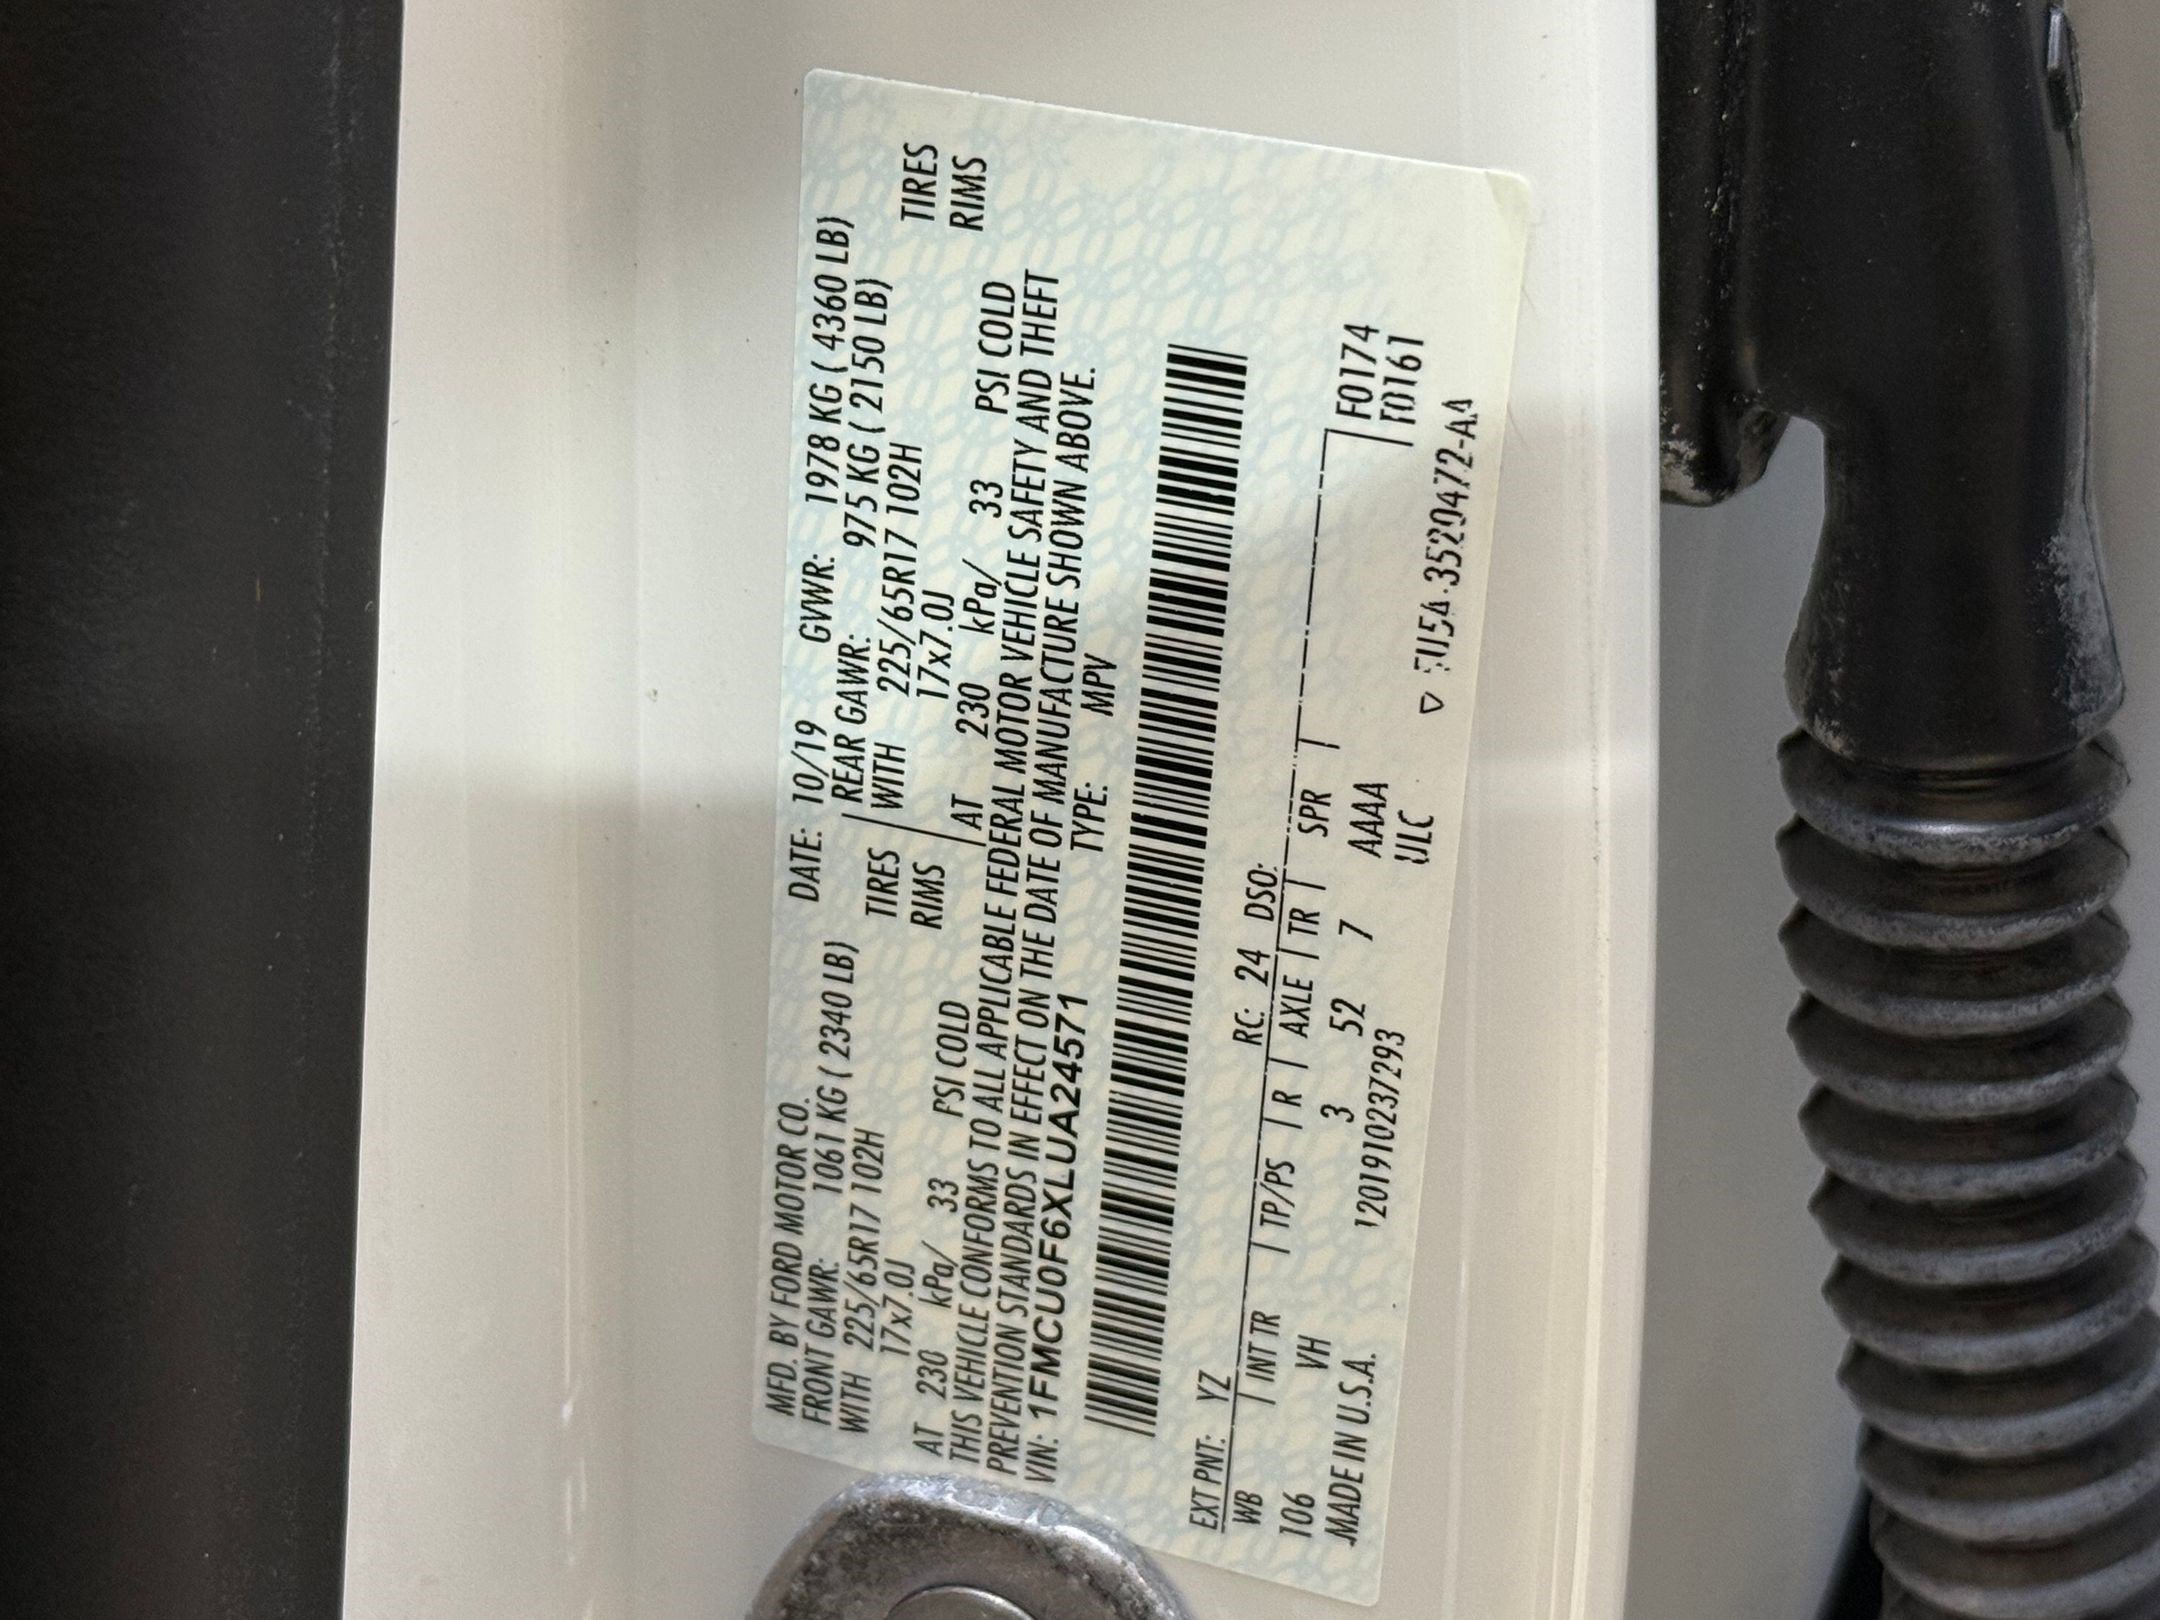 MFD. BY FORD MOTOR CO. DATE: 10/19 GVWR: 1978 KG ( 4360 LB)
FRONT GAWR: 1061 KG ( 2340 LB) REAR GAWR: 975 KG ( 2150 LB)
WITH 225/65R17 102H TIRES WITH 225/65R17 102H TIRES
17x7.0J RIMS 17x7.0J RIMS
AT 230 kPa/ 33 PSI COLD AT 230 kPa/ 33 PSI COLD
THIS VEHICLE CONFORMS TO ALL APPLICABLE FEDERAL MOTOR VEHICLE SAFETY AND THEFT
PREVENTION STANDARDS IN EFFECT ON THE DATE OF MANUFACTURE SHOWN ABOVE.
VIN: 1FMCU0F6XLUA24571 TYPE: MPV
EXT PNT: YZ RC: 24 DSO:
WB INT TR TP/PS R AXLE TR SPR F0174
106 VH 3 52 7 AAAA F0161
MADE IN U.S.A. 1201910237293 ULC
3520472-AA